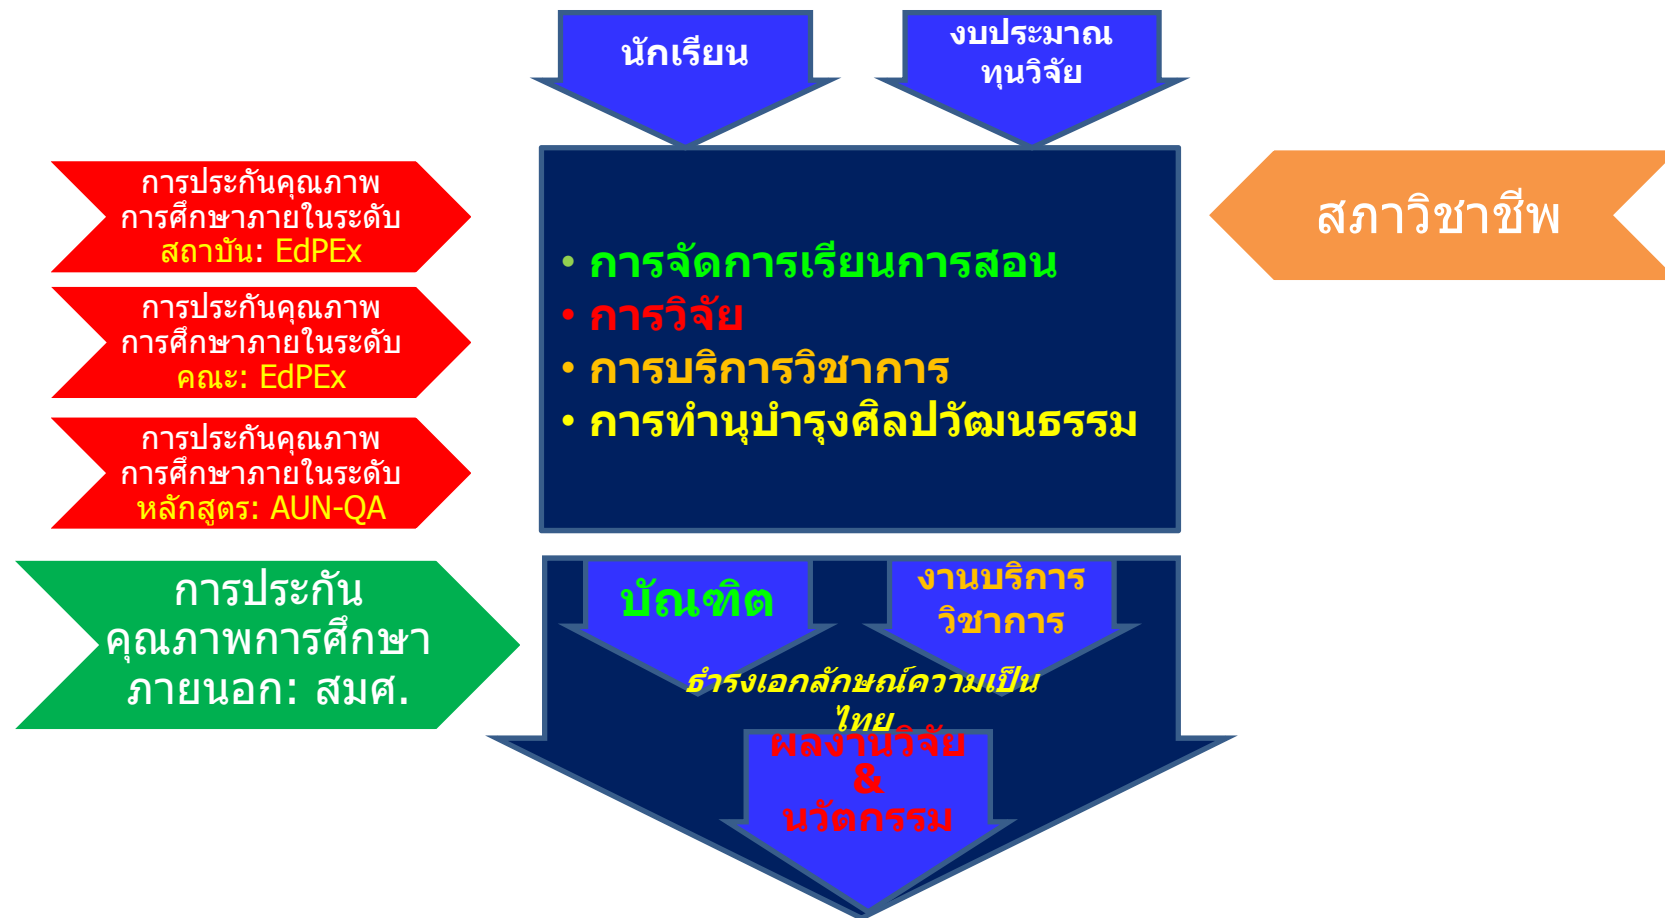 นักเรียน
งบประมาณ
ทุนวิจัย
การประกันคุณภาพ
การศึกษาภายในระดับ
สถาบัน: EdPEx
การประกันคุณภาพ
การศึกษาภายในระดับ
คณะ: EdPEx
การประกันคุณภาพ
การศึกษาภายในระดับ
หลักสูตร: AUN-QA
• การจัดการเรียนการสอน
• การวิจัย
• การบริการวิชาการ
• การทำนุบำรุงศิลปวัฒนธรรม
สภาวิชาชีพ
การประกัน
คุณภาพการศึกษา
ภายนอก: สมศ.
บัณฑิต
งานบริการ
วิชาการ
ธำรงเอกลักษณ์ความเป็น
ไทย
ผลงานวิจัย
&
นวัตกรรม